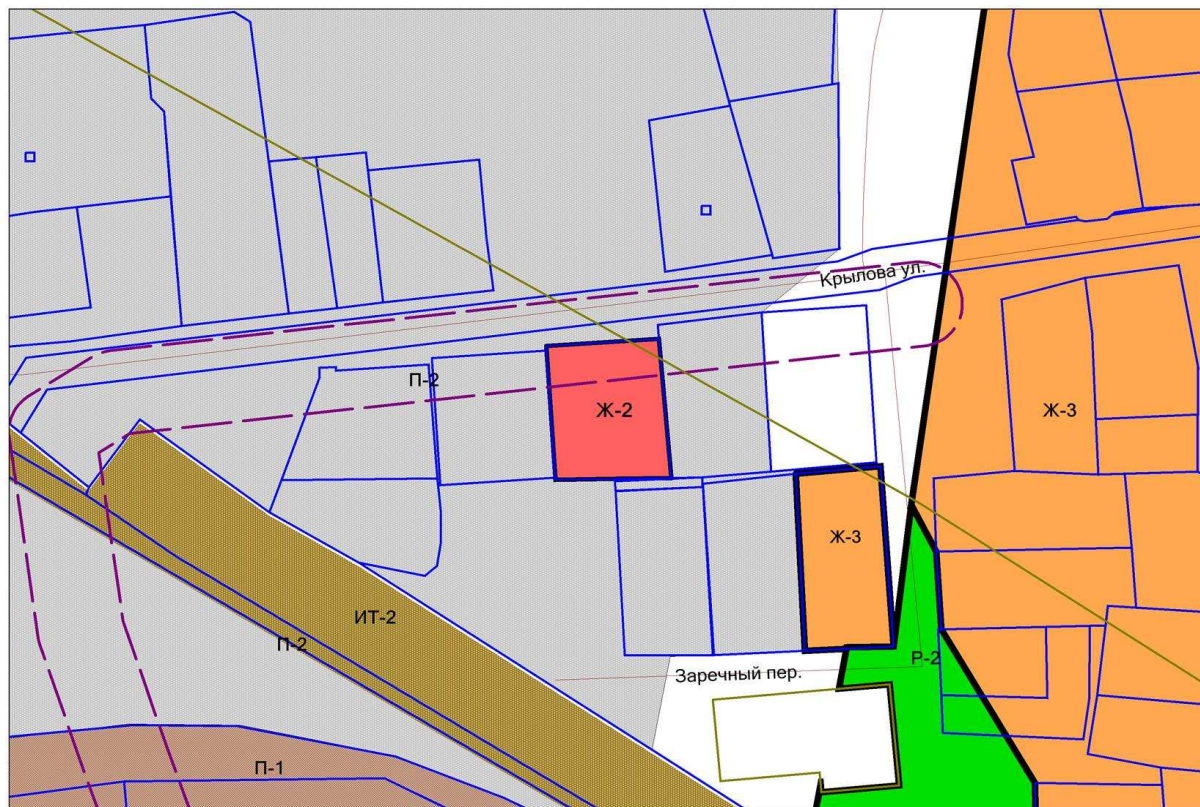 Крылова ул.
П-2
Ж-2
Ж-3
Ж-3
ИТ-2
П-2
Р-2
Заречный пер.
П-1